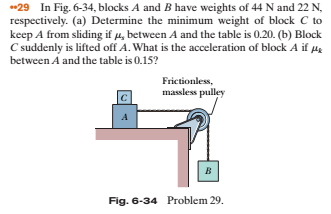 ••29 In Fig. 6-34, blocks A and B have weights of 44 N and 22 N,
respectively. (a) Determine the minimum weight of block C to
keep A from sliding if μs between A and the table is 0.20. (b) Block
C suddenly is lifted off A. What is the acceleration of block A if μk
between A and the table is 0.15?
Frictionless,
massless pulley
C
A
B
Fig. 6-34 Problem 29.